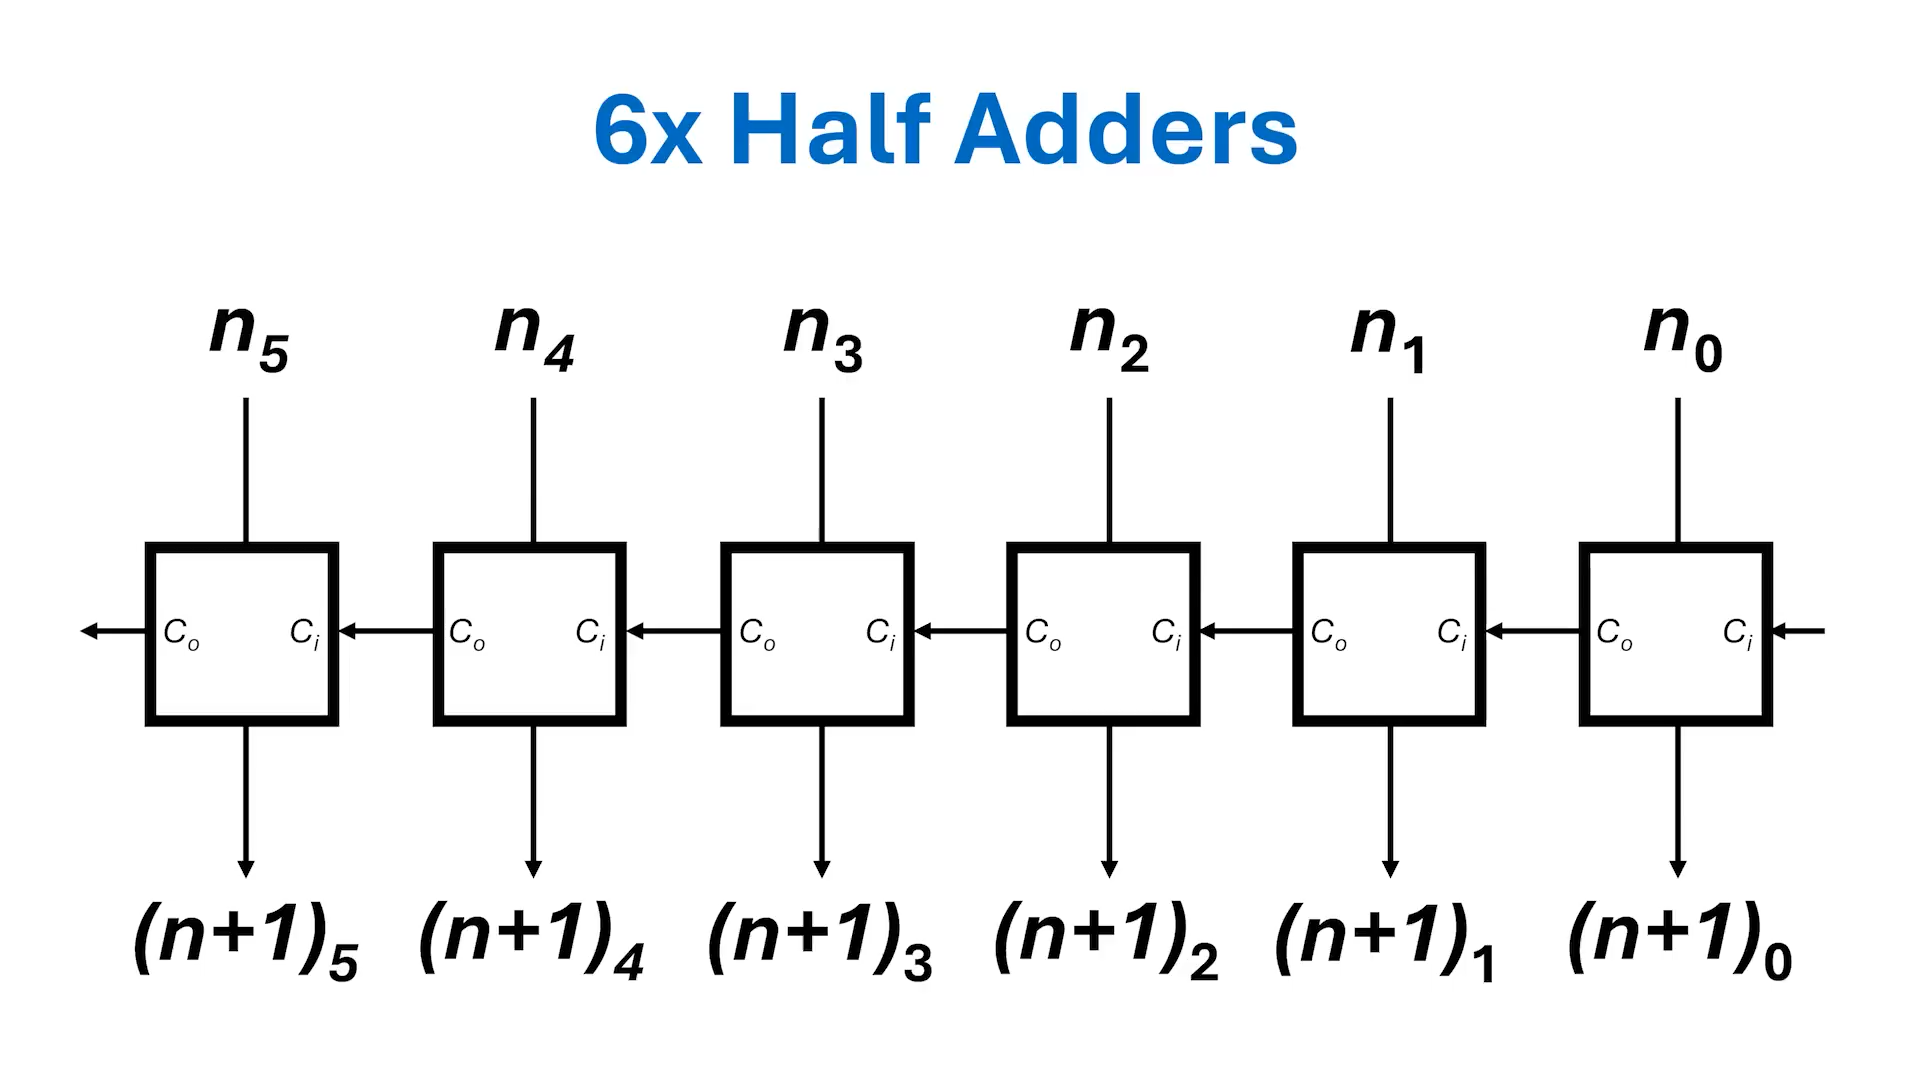 6x Half Adders
n₅ n₄ n₃ n₂ n₁ n₀
Cₒ Cᵢ Cₒ Cᵢ Cₒ Cᵢ Cₒ Cᵢ Cₒ Cᵢ Cₒ Cᵢ
(n+1)₅ (n+1)₄ (n+1)₃ (n+1)₂ (n+1)₁ (n+1)₀